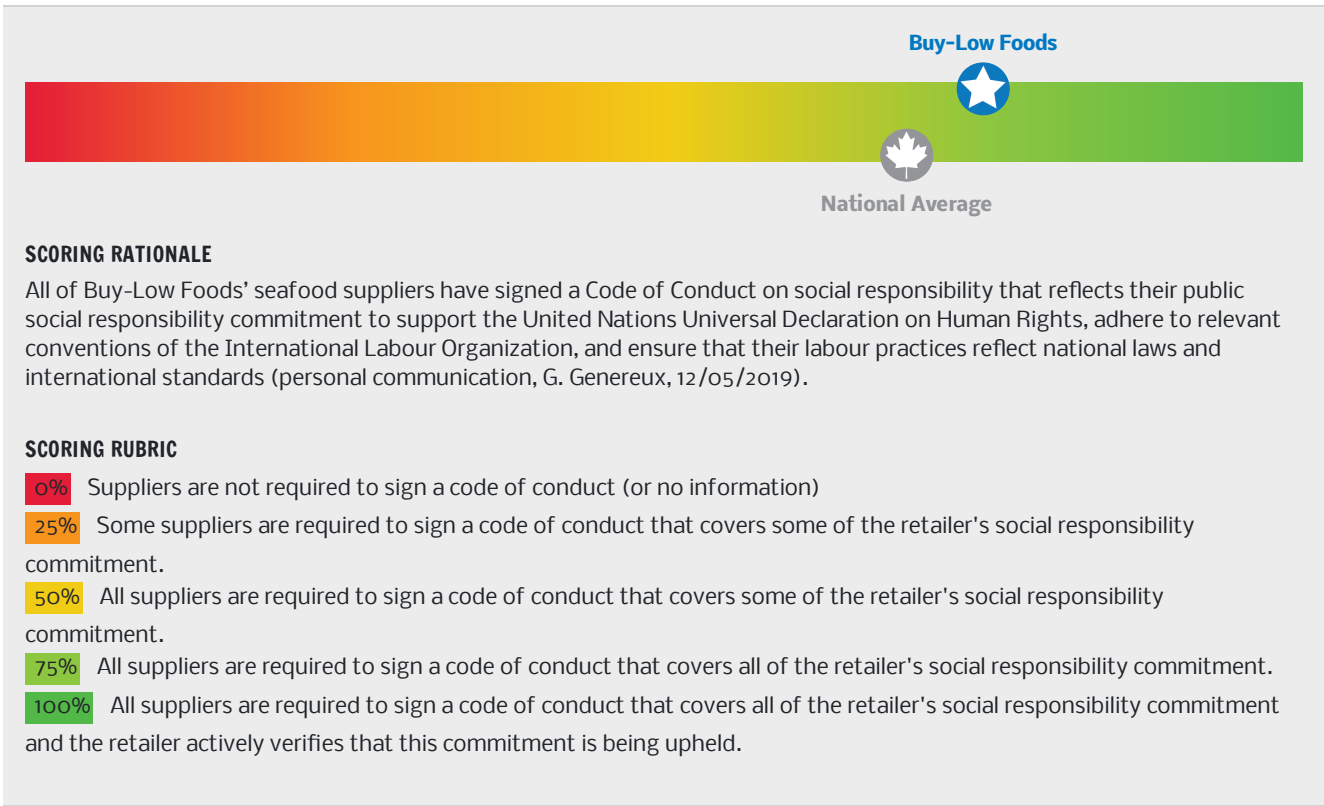 Buy-Low Foods
National Average
SCORING RATIONALE
All of Buy-Low Foods’ seafood suppliers have signed a Code of Conduct on social responsibility that reflects their public
social responsibility commitment to support the United Nations Universal Declaration on Human Rights, adhere to relevant
conventions of the International Labour Organization, and ensure that their labour practices reflect national laws and
international standards (personal communication, G. Genereux, 12/05/2019).
SCORING RUBRIC
0% Suppliers are not required to sign a code of conduct (or no information)
25% Some suppliers are required to sign a code of conduct that covers some of the retailer's social responsibility
commitment.
50% All suppliers are required to sign a code of conduct that covers some of the retailer's social responsibility
commitment.
75% All suppliers are required to sign a code of conduct that covers all of the retailer's social responsibility commitment.
100% All suppliers are required to sign a code of conduct that covers all of the retailer's social responsibility commitment
and the retailer actively verifies that this commitment is being upheld.